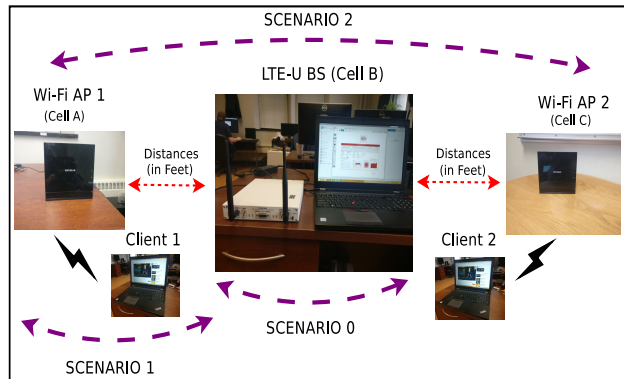 SCENARIO 2
LTE-U BS (Cell B)
Wi-Fi AP 1
(Cell A)
Wi-Fi AP 2
(Cell C)
Distances
(in Feet)
Distances
(in Feet)
Client 1
Client 2
SCENARIO 0
SCENARIO 1